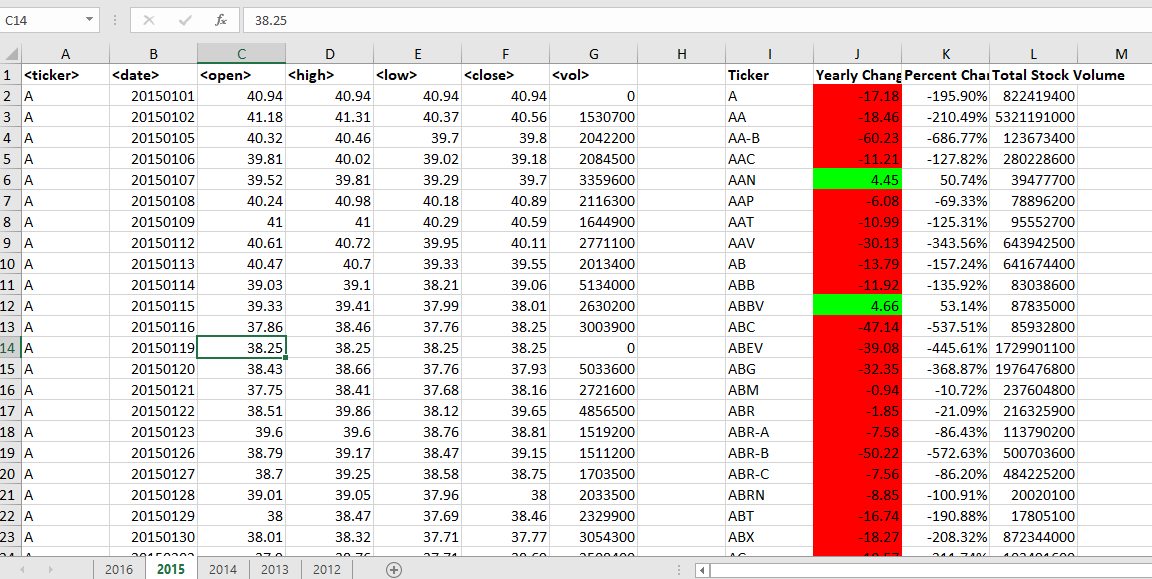 C14 fx 38.25
A B C D E F G H I J K L M
1 <ticker> <date> <open> <high> <low> <close> <vol> Ticker Yearly Chang Percent Chan Total Stock Volume
2 A 20150101 40.94 40.94 40.94 40.94 0 A -17.18 -195.90% 822419400
3 A 20150102 41.18 41.31 40.37 40.56 1530700 AA -18.46 -210.49% 5321191000
4 A 20150105 40.32 40.46 39.7 39.8 2042200 AA-B -60.23 -686.77% 123673400
5 A 20150106 39.81 40.02 39.02 39.18 2084500 AAC -11.21 -127.82% 280228600
6 A 20150107 39.52 39.81 39.29 39.7 3359600 AAN 4.45 50.74% 39477700
7 A 20150108 40.24 40.98 40.18 40.89 2116300 AAP -6.08 -69.33% 78896200
8 A 20150109 41 41 40.29 40.59 1644900 AAT -10.99 -125.31% 95552700
9 A 20150112 40.61 40.72 39.95 40.11 2771100 AAV -30.13 -343.56% 643942500
10 A 20150113 40.47 40.7 39.33 39.55 2013400 AB -13.79 -157.24% 641674400
11 A 20150114 39.03 39.1 38.21 39.06 5134000 ABB -11.92 -135.92% 83038600
12 A 20150115 39.33 39.41 37.99 38.01 2630200 ABBV 4.66 53.14% 87835000
13 A 20150116 37.86 38.46 37.76 38.25 3003900 ABC -47.14 -537.51% 85932800
14 A 20150119 38.25 38.25 38.25 38.25 0 ABEV -39.08 -445.61% 1729901100
15 A 20150120 38.43 38.66 37.76 37.93 5033600 ABG -32.35 -368.87% 1976476800
16 A 20150121 37.75 38.41 37.68 38.16 2721600 ABM -0.94 -10.72% 237604800
17 A 20150122 38.51 39.86 38.12 39.65 4856500 ABR -1.85 -21.09% 216325900
18 A 20150123 39.6 39.6 38.76 38.81 1519200 ABR-A -7.58 -86.43% 113790200
19 A 20150126 38.79 39.17 38.47 39.15 1511200 ABR-B -50.22 -572.63% 500703600
20 A 20150127 38.7 39.25 38.58 38.75 1703500 ABR-C -7.56 -86.20% 484225200
21 A 20150128 39.01 39.05 37.96 38 2033500 ABRN -8.85 -100.91% 20020100
22 A 20150129 38 38.47 37.69 38.46 2329900 ABT -16.74 -190.88% 17805100
23 A 20150130 38.01 38.32 37.71 37.77 3054300 ABX -18.27 -208.32% 872344000
2016 2015 2014 2013 2012